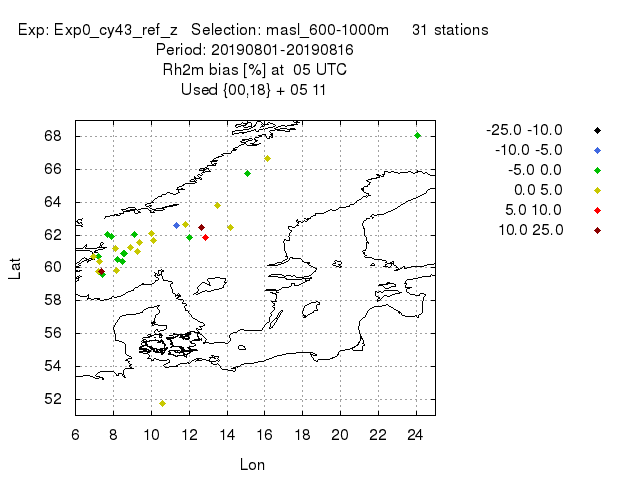 Exp: Exp0_cy43_ref_z   Selection: masl_600-1000m     31 stations
Period: 20190801-20190816
Rh2m bias [%] at  05 UTC
Used {00,18} + 05 11
-25.0 -10.0
-10.0 -5.0
-5.0 0.0
0.0 5.0
5.0 10.0
10.0 25.0
68
66
64
62
60
58
56
54
52
Lat
6 8 10 12 14 16 18 20 22 24
Lon